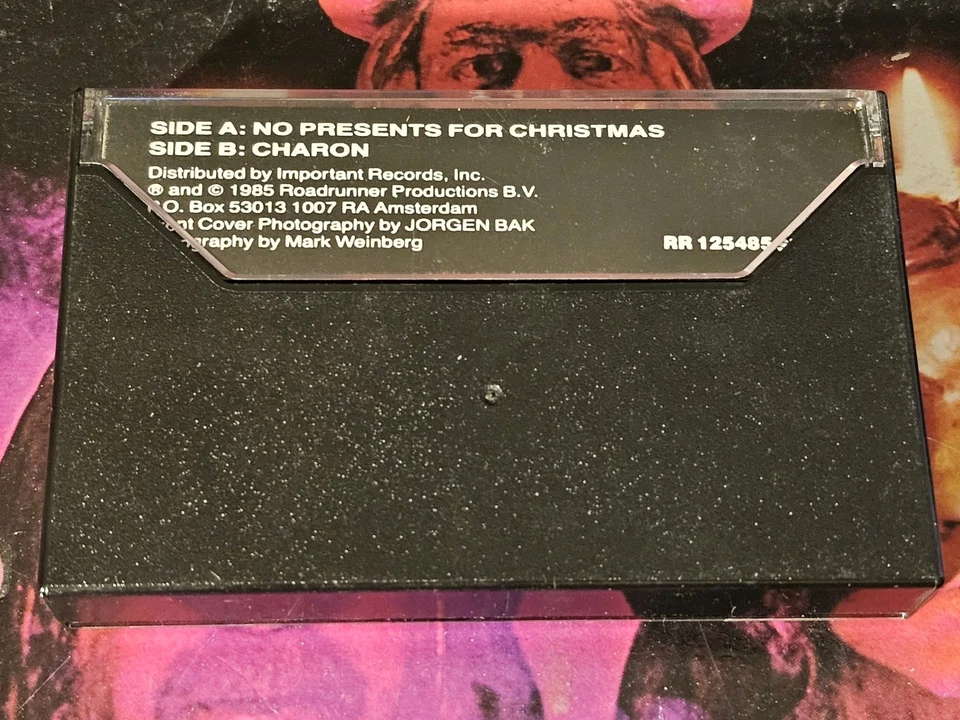 SIDE A: NO PRESENTS FOR CHRISTMAS
SIDE B: CHARON
Distributed by Important Records, Inc.
℗ and © 1985 Roadrunner Productions B.V.
P.O. Box 53013 1007 RA Amsterdam
Cover Photography by JORGEN BAK
by Mark Weinberg
RR 125485